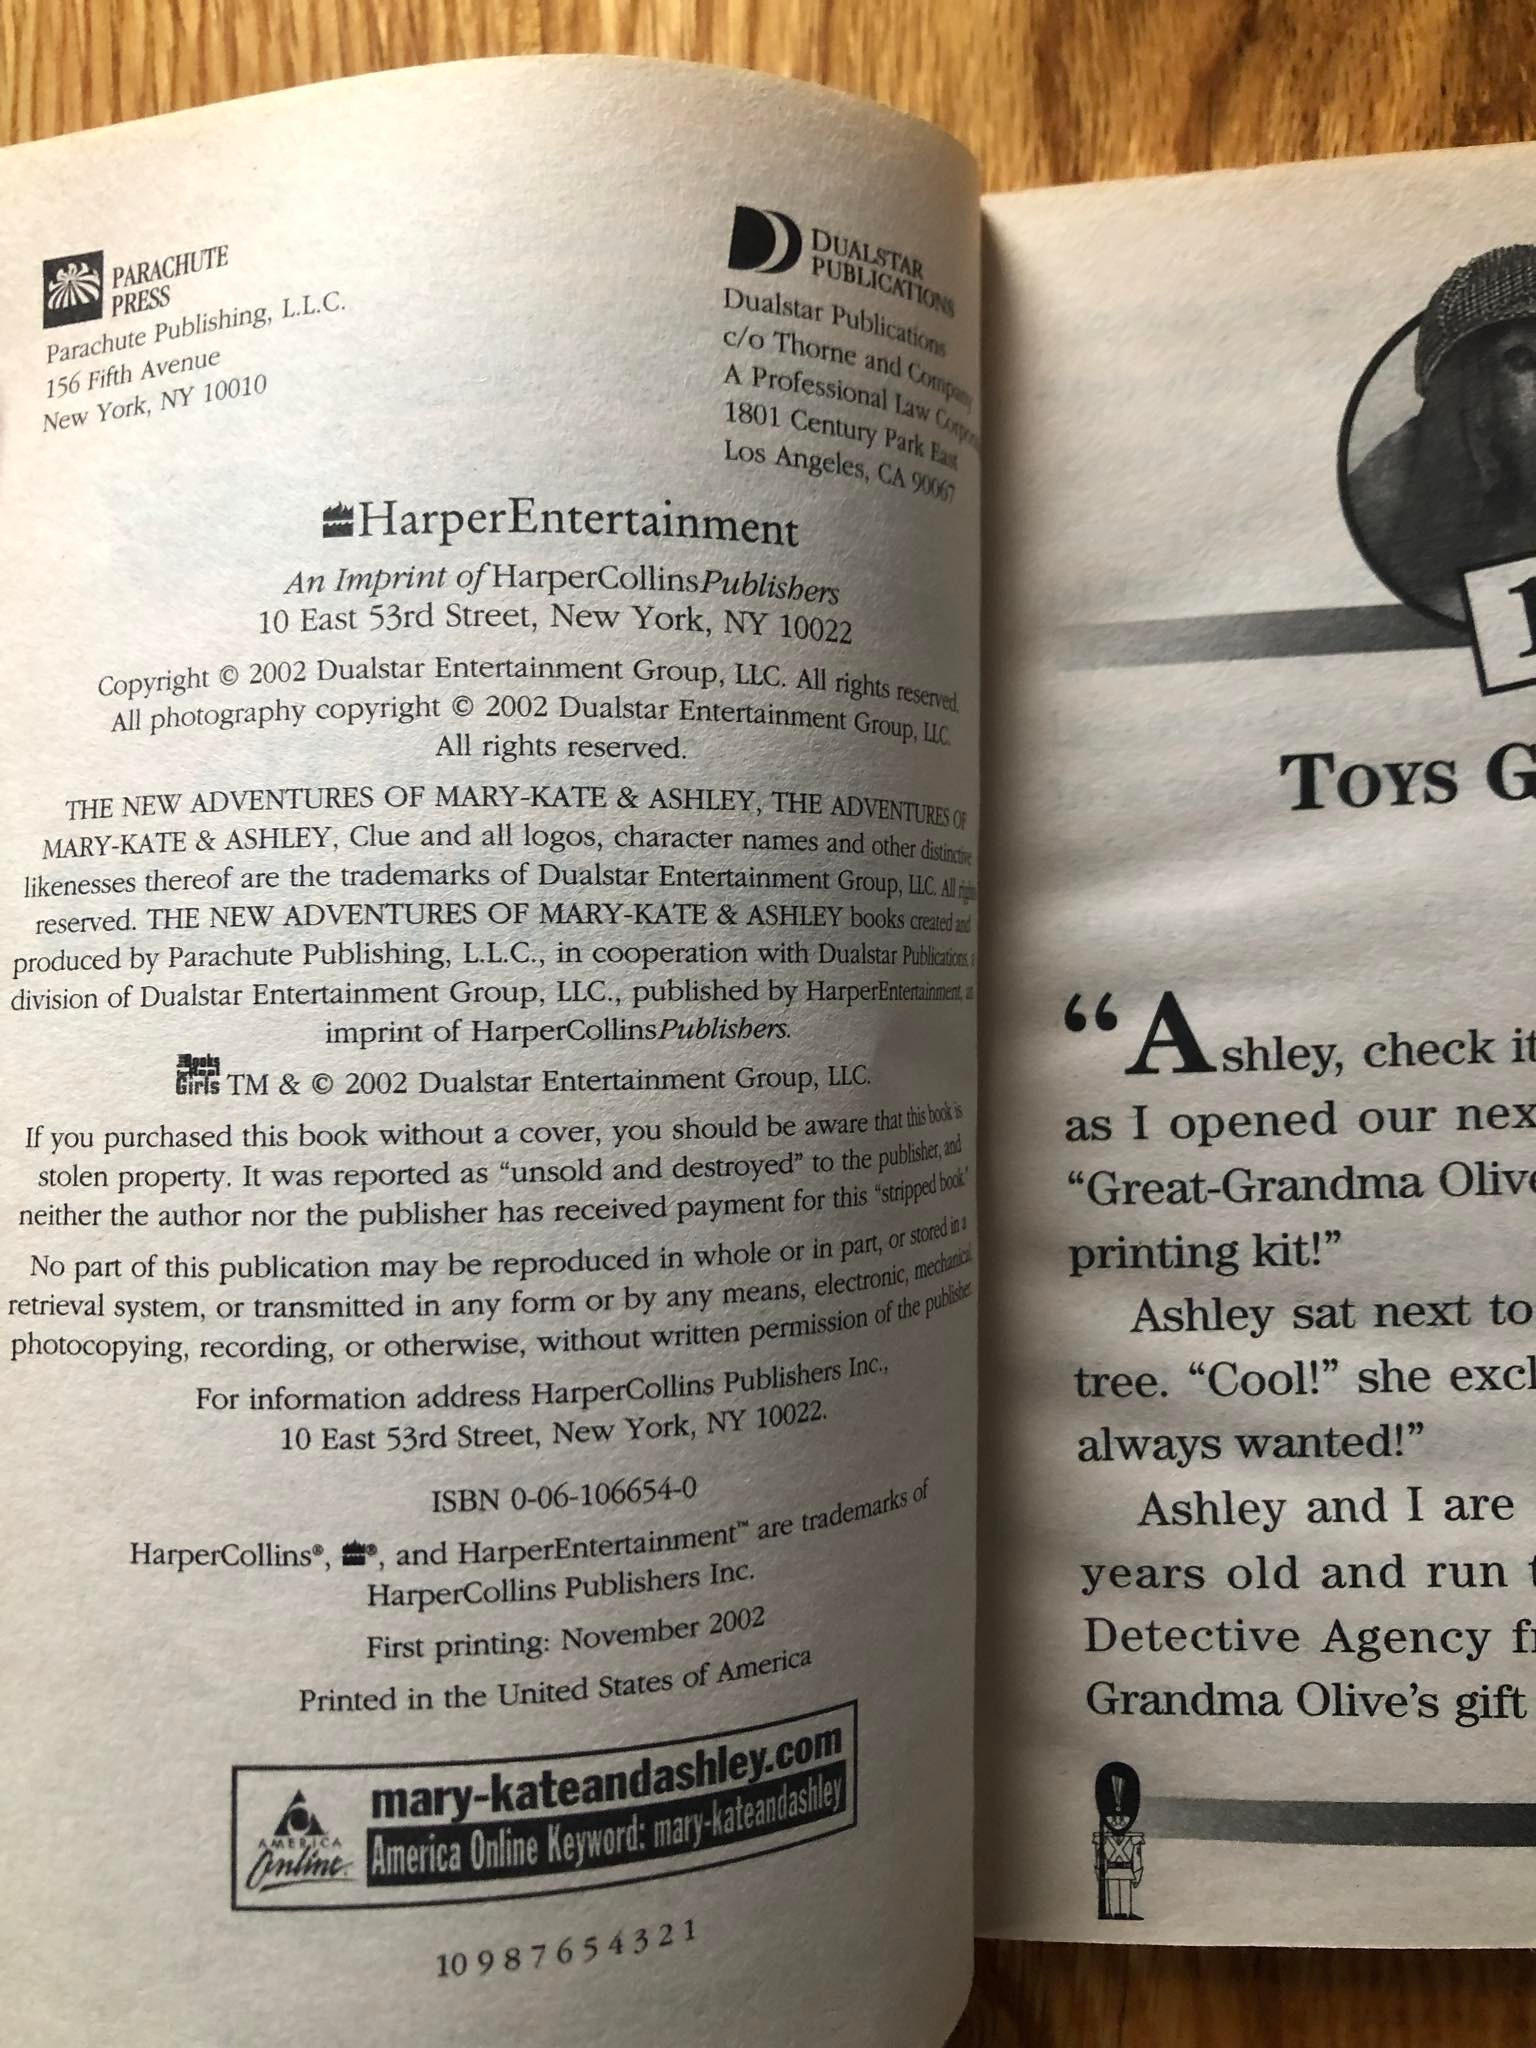 PARACHUTE
PRESS
Parachute Publishing, L.L.C.
156 Fifth Avenue
New York, NY 10010
DUALSTAR
PUBLICATIONS
Dualstar Publications
c/o Thorne and Company
A Professional Law
1801 Century Park East
Los Angeles, CA 90067
HarperEntertainment
An Imprint of HarperCollinsPublishers
10 East 53rd Street, New York, NY 10022
Copyright © 2002 Dualstar Entertainment Group, LLC. All rights reserved.
All photography copyright © 2002 Dualstar Entertainment Group, LLC.
All rights reserved.
THE NEW ADVENTURES OF MARY-KATE & ASHLEY, THE ADVENTURES OF
MARY-KATE & ASHLEY, Clue and all logos, character names and other distinctive
likenesses thereof are the trademarks of Dualstar Entertainment Group, LLC. All rights
reserved. THE NEW ADVENTURES OF MARY-KATE & ASHLEY books created and
produced by Parachute Publishing, L.L.C., in cooperation with Dualstar Publications, a
division of Dualstar Entertainment Group, LLC., published by HarperEntertainment, an
imprint of HarperCollinsPublishers.
Books
Girls TM & © 2002 Dualstar Entertainment Group, LLC.
If you purchased this book without a cover, you should be aware that this book is
stolen property. It was reported as “unsold and destroyed” to the publisher, and
neither the author nor the publisher has received payment for this “stripped book.”
No part of this publication may be reproduced in whole or in part, or stored in a
retrieval system, or transmitted in any form or by any means, electronic, mechanical,
photocopying, recording, or otherwise, without written permission of the publisher.
For information address HarperCollins Publishers Inc.,
10 East 53rd Street, New York, NY 10022.
ISBN 0-06-106654-0
HarperCollins®, ®, and HarperEntertainment™ are trademarks of
HarperCollins Publishers Inc.
First printing: November 2002
Printed in the United States of America
mary-kateandashley.com
AMERICA
Online
America Online Keyword: mary-kateandashley
10 9 8 7 6 5 4 3 2 1
1
TOYS G
“Ashley, check it
as I opened our nex
“Great-Grandma Olive
printing kit!”
Ashley sat next to
tree. “Cool!” she excl
always wanted!”
Ashley and I are
years old and run t
Detective Agency fr
Grandma Olive’s gift